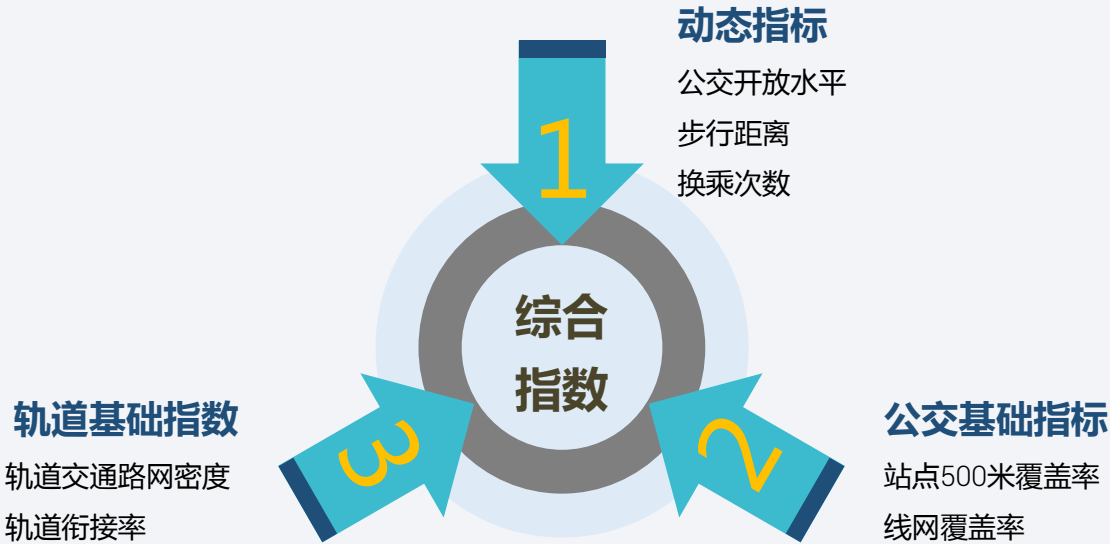 动态指标
公交开放水平
步行距离
换乘次数
1
综合
指数
轨道基础指数
轨道交通路网密度
轨道衔接率
3
2
公交基础指标
站点500米覆盖率
线网覆盖率